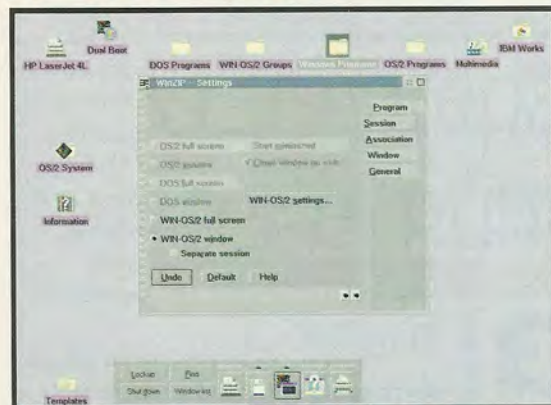 HP LaserJet 4L
Dual Boot
DOS Programs
WIN-OS/2 Groups
Windows Programs
OS/2 Programs
Multimedia
IBM Works
OS/2 System
Information
Templates
WinZIP - Settings
Program
Session
Association
Window
General
OS/2 full screen
Start minimized
OS/2 window
Close window on exit
DOS full screen
DOS window
WIN-OS/2 settings...
WIN-OS/2 full screen
WIN-OS/2 window
Separate session
Undo
Default
Help
Lockup
Find
Shut down
Window list